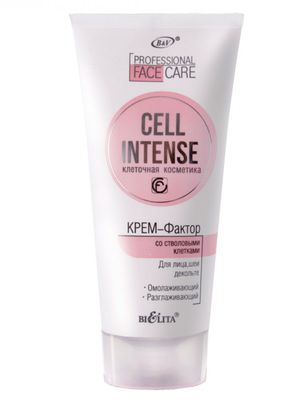 B&V
PROFESSIONAL
FACE CARE
CELL
INTENSE
клеточная косметика
КРЕМ–Фактор
со стволовыми
клетками
Для лица,шеи
декольте
• Омолаживающий
• Разглаживающий
BIELITA